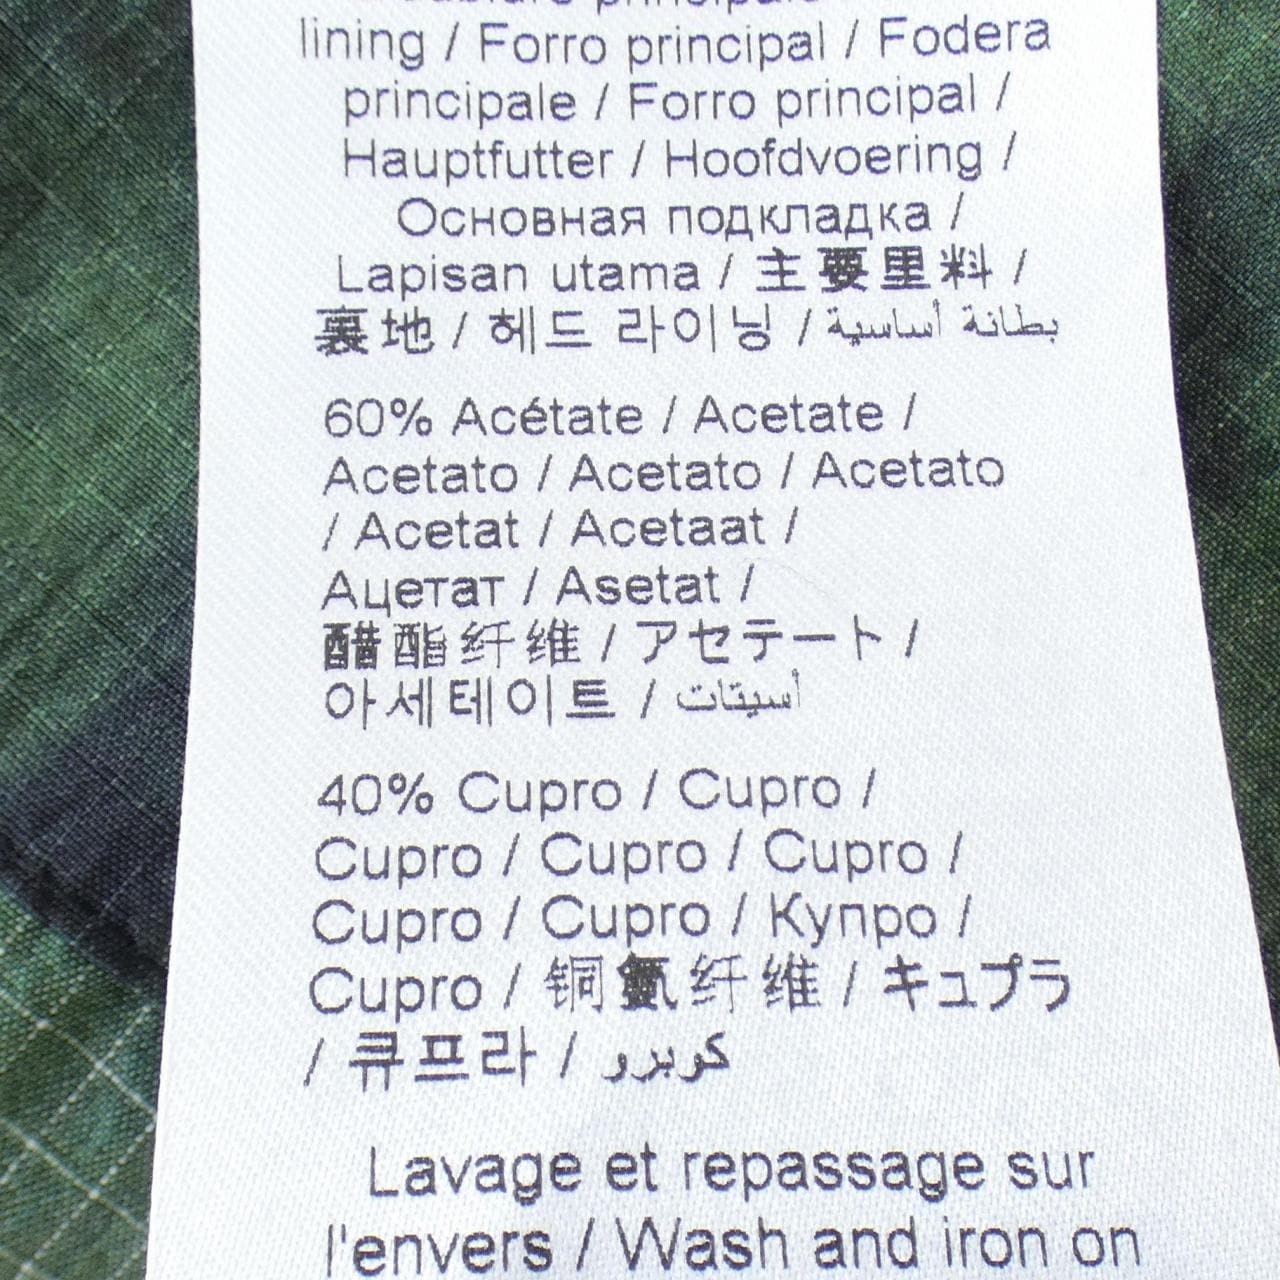 lining / Forro principal / Fodera
principale / Forro principal /
Hauptfutter / Hoofdvoering /
Основная подкладка /
Lapisan utama / 主要里料 /
裏地 / 헤드 라이닝 / بطانة أساسية
60% Acétate / Acetate /
Acetato / Acetato / Acetato
/ Acetat / Acetaat /
Ацетат / Asetat /
醋酯纤维 / アセテート /
아세테이트 / أسيتات
40% Cupro / Cupro /
Cupro / Cupro / Cupro /
Cupro / Cupro / Купро /
Cupro / 铜氨纤维 / キュプラ
/ 큐프라 / كوبرو
Lavage et repassage sur
l'envers / Wash and iron on